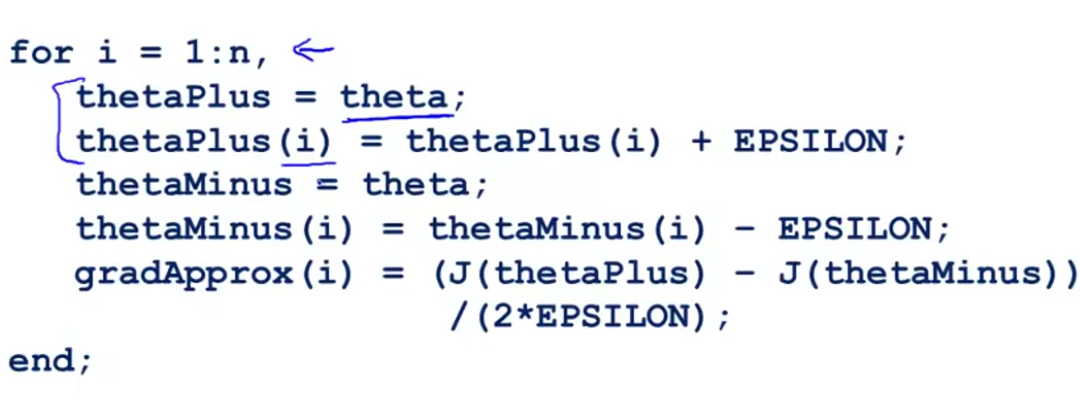 for i = 1:n,
thetaPlus = theta;
thetaPlus(i) = thetaPlus(i) + EPSILON;
thetaMinus = theta;
thetaMinus(i) = thetaMinus(i) - EPSILON;
gradApprox(i) = (J(thetaPlus) - J(thetaMinus))
/(2*EPSILON);
end;